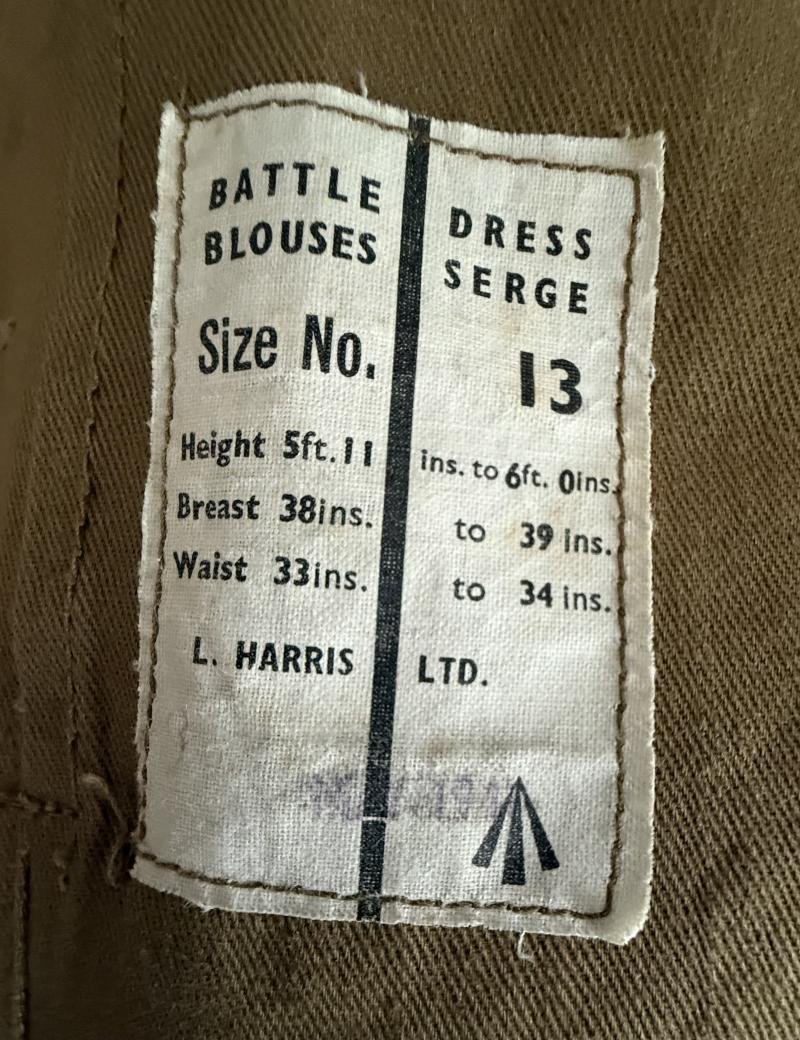 BATTLE DRESS
BLOUSES SERGE
Size No. 13
Height 5ft. 11 ins. to 6ft. 0ins.
Breast 38ins. to 39 ins.
Waist 33ins. to 34 ins.
L. HARRIS LTD.